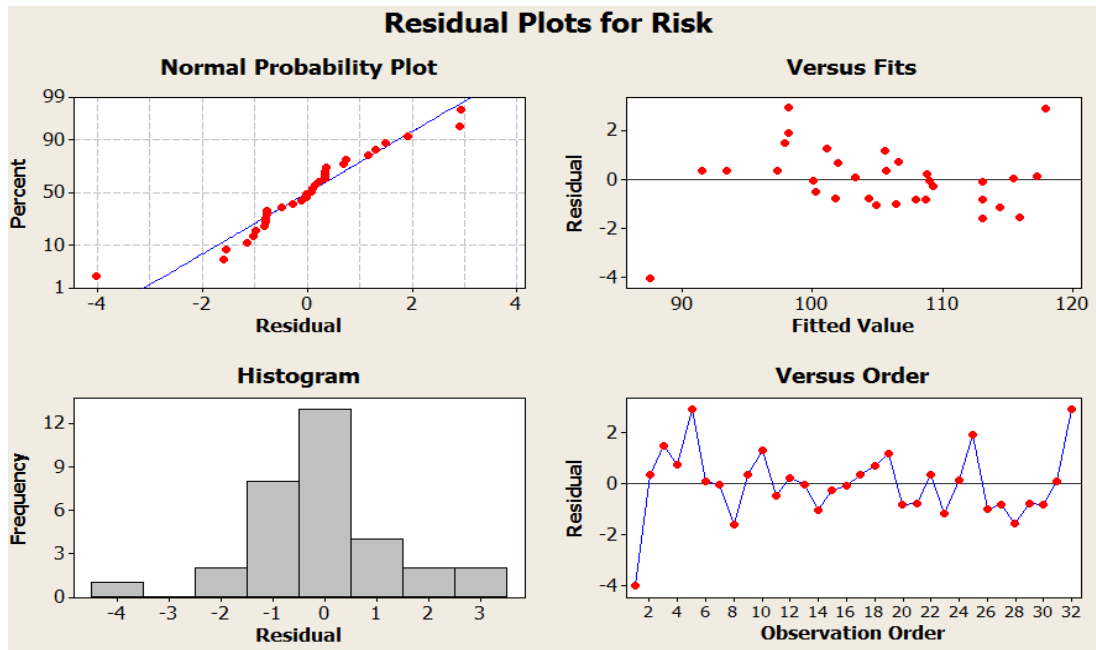 Residual Plots for Risk
Normal Probability Plot
99
90
50
10
1
Percent
-4 -2 0 2 4
Residual
Versus Fits
2
0
-2
-4
Residual
90 100 110 120
Fitted Value
Histogram
12
9
6
3
0
Frequency
-4 -3 -2 -1 0 1 2 3
Residual
Versus Order
2
0
-2
-4
Residual
2 4 6 8 10 12 14 16 18 20 22 24 26 28 30 32
Observation Order